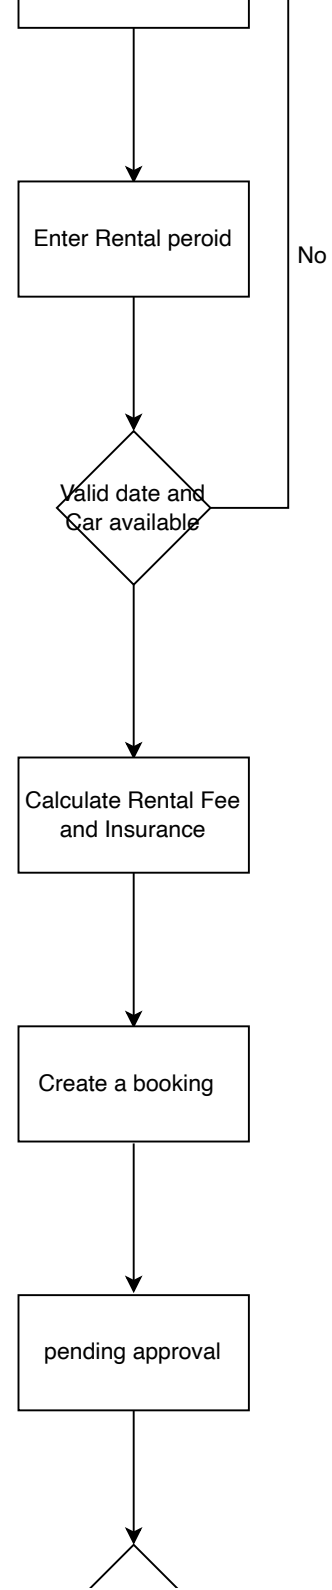 Enter Rental peroid
No
Valid date and
Car available
Calculate Rental Fee
and Insurance
Create a booking
pending approval